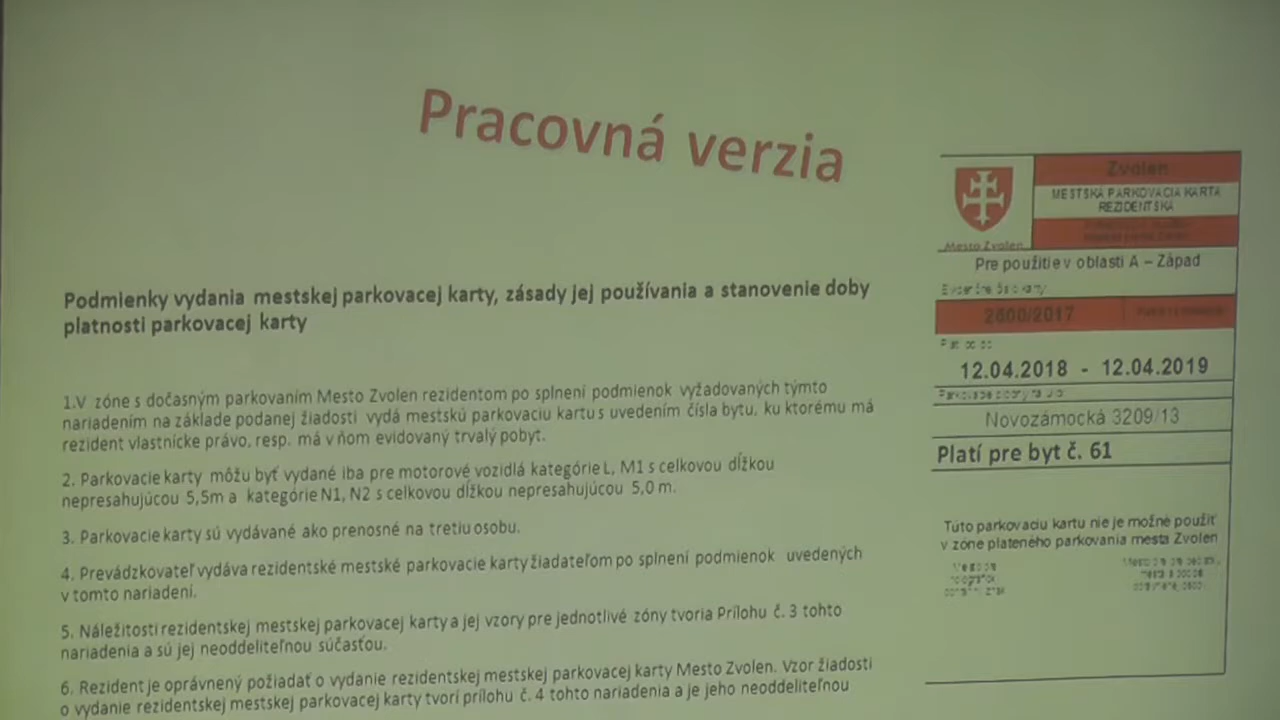 Pracovná verzia
Podmienky vydania mestskej parkovacej karty, zásady jej používania a stanovenie doby
platnosti parkovacej karty
1.V zóne s dočasným parkovaním Mesto Zvolen rezidentom po splnení podmienok vyžadovaných týmto
nariadením na základe podanej žiadosti vydá mestskú parkovaciu kartu s uvedením čísla bytu, ku ktorému má
rezident vlastnícke právo, resp. má v ňom evidovaný trvalý pobyt.
2. Parkovacie karty môžu byť vydané iba pre motorové vozidlá kategórie L, M1 s celkovou dĺžkou
nepresahujúcou 5,5m a kategórie N1, N2 s celkovou dĺžkou nepresahujúcou 5,0 m.
3. Parkovacie karty sú vydávané ako prenosné na tretiu osobu.
4. Prevádzkovateľ vydáva rezidentské mestské parkovacie karty žiadateľom po splnení podmienok uvedených
v tomto nariadení.
5. Náležitosti rezidentskej mestskej parkovacej karty a jej vzory pre jednotlivé zóny tvoria Prílohu č. 3 tohto
nariadenia a sú jej neoddeliteľnou súčasťou.
6. Rezident je oprávnený požiadať o vydanie rezidentskej mestskej parkovacej karty Mesto Zvolen. Vzor žiadosti
o vydanie rezidentskej mestskej parkovacej karty tvorí prílohu č. 4 tohto nariadenia a je jeho neoddeliteľnou
Zvolen
MESTSKÁ PARKOVACIA KARTA
REZIDENTSKÁ
Mesto Zvolen
Pre použitie v oblasti A – Západ
2600/2017
12.04.2018 - 12.04.2019
Novozámocká 3209/13
Platí pre byt č. 61
Túto parkovaciu kartu nie je možné použiť
v zóne plateného parkovania mesta Zvolen